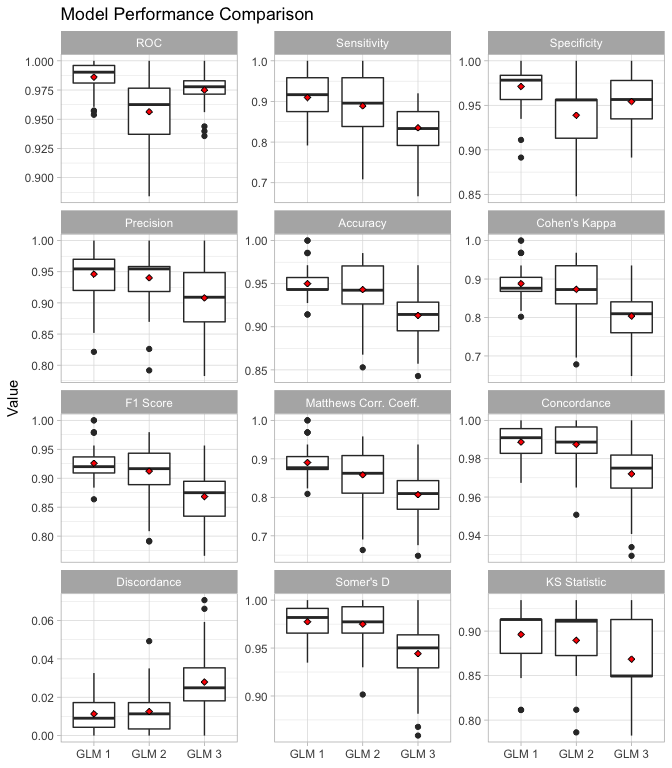 Model Performance Comparison
ROC
Sensitivity
Specificity
1.000
0.975
0.950
0.925
0.900
1.0
0.9
0.8
0.7
1.00
0.95
0.90
0.85
Precision
Accuracy
Cohen's Kappa
1.00
0.95
0.90
0.85
0.80
1.00
0.95
0.90
0.85
1.0
0.9
0.8
0.7
Value
F1 Score
Matthews Corr. Coeff.
Concordance
1.00
0.95
0.90
0.85
0.80
1.0
0.9
0.8
0.7
1.00
0.98
0.96
0.94
Discordance
Somer's D
KS Statistic
0.06
0.04
0.02
0.00
1.00
0.95
0.90
0.90
0.85
0.80
GLM 1 GLM 2 GLM 3
GLM 1 GLM 2 GLM 3
GLM 1 GLM 2 GLM 3